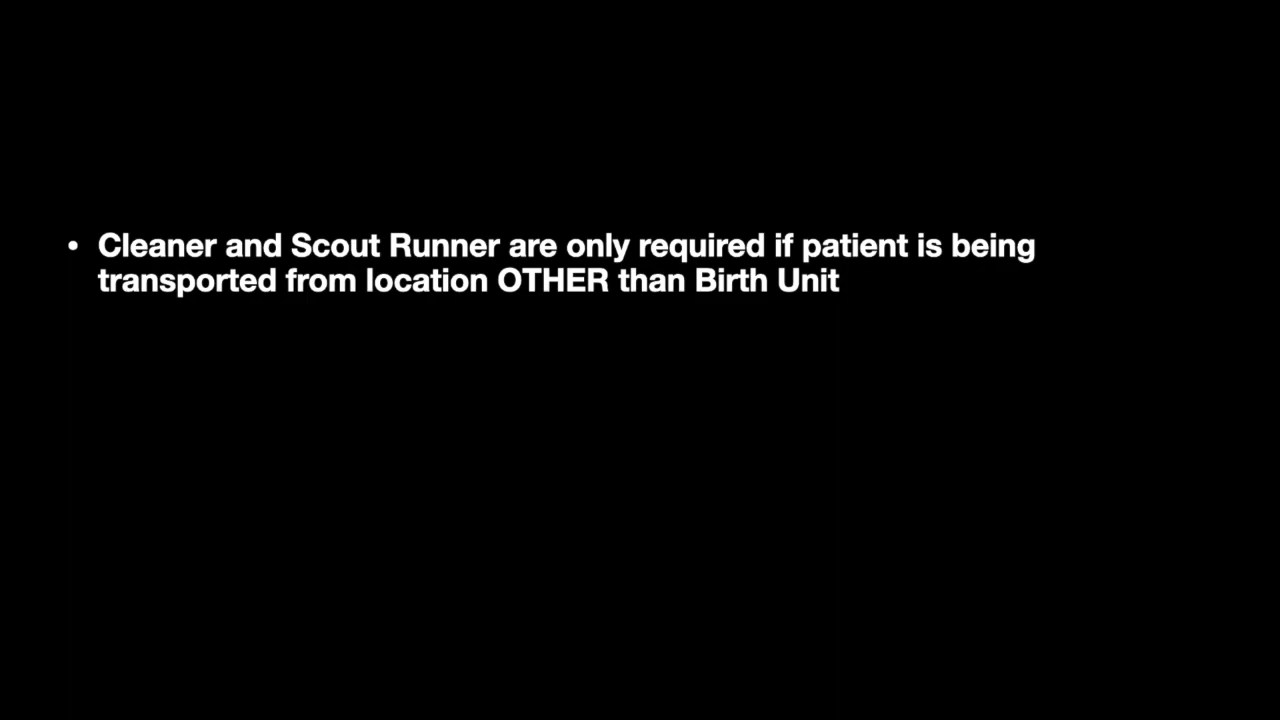 • Cleaner and Scout Runner are only required if patient is being
transported from location OTHER than Birth Unit